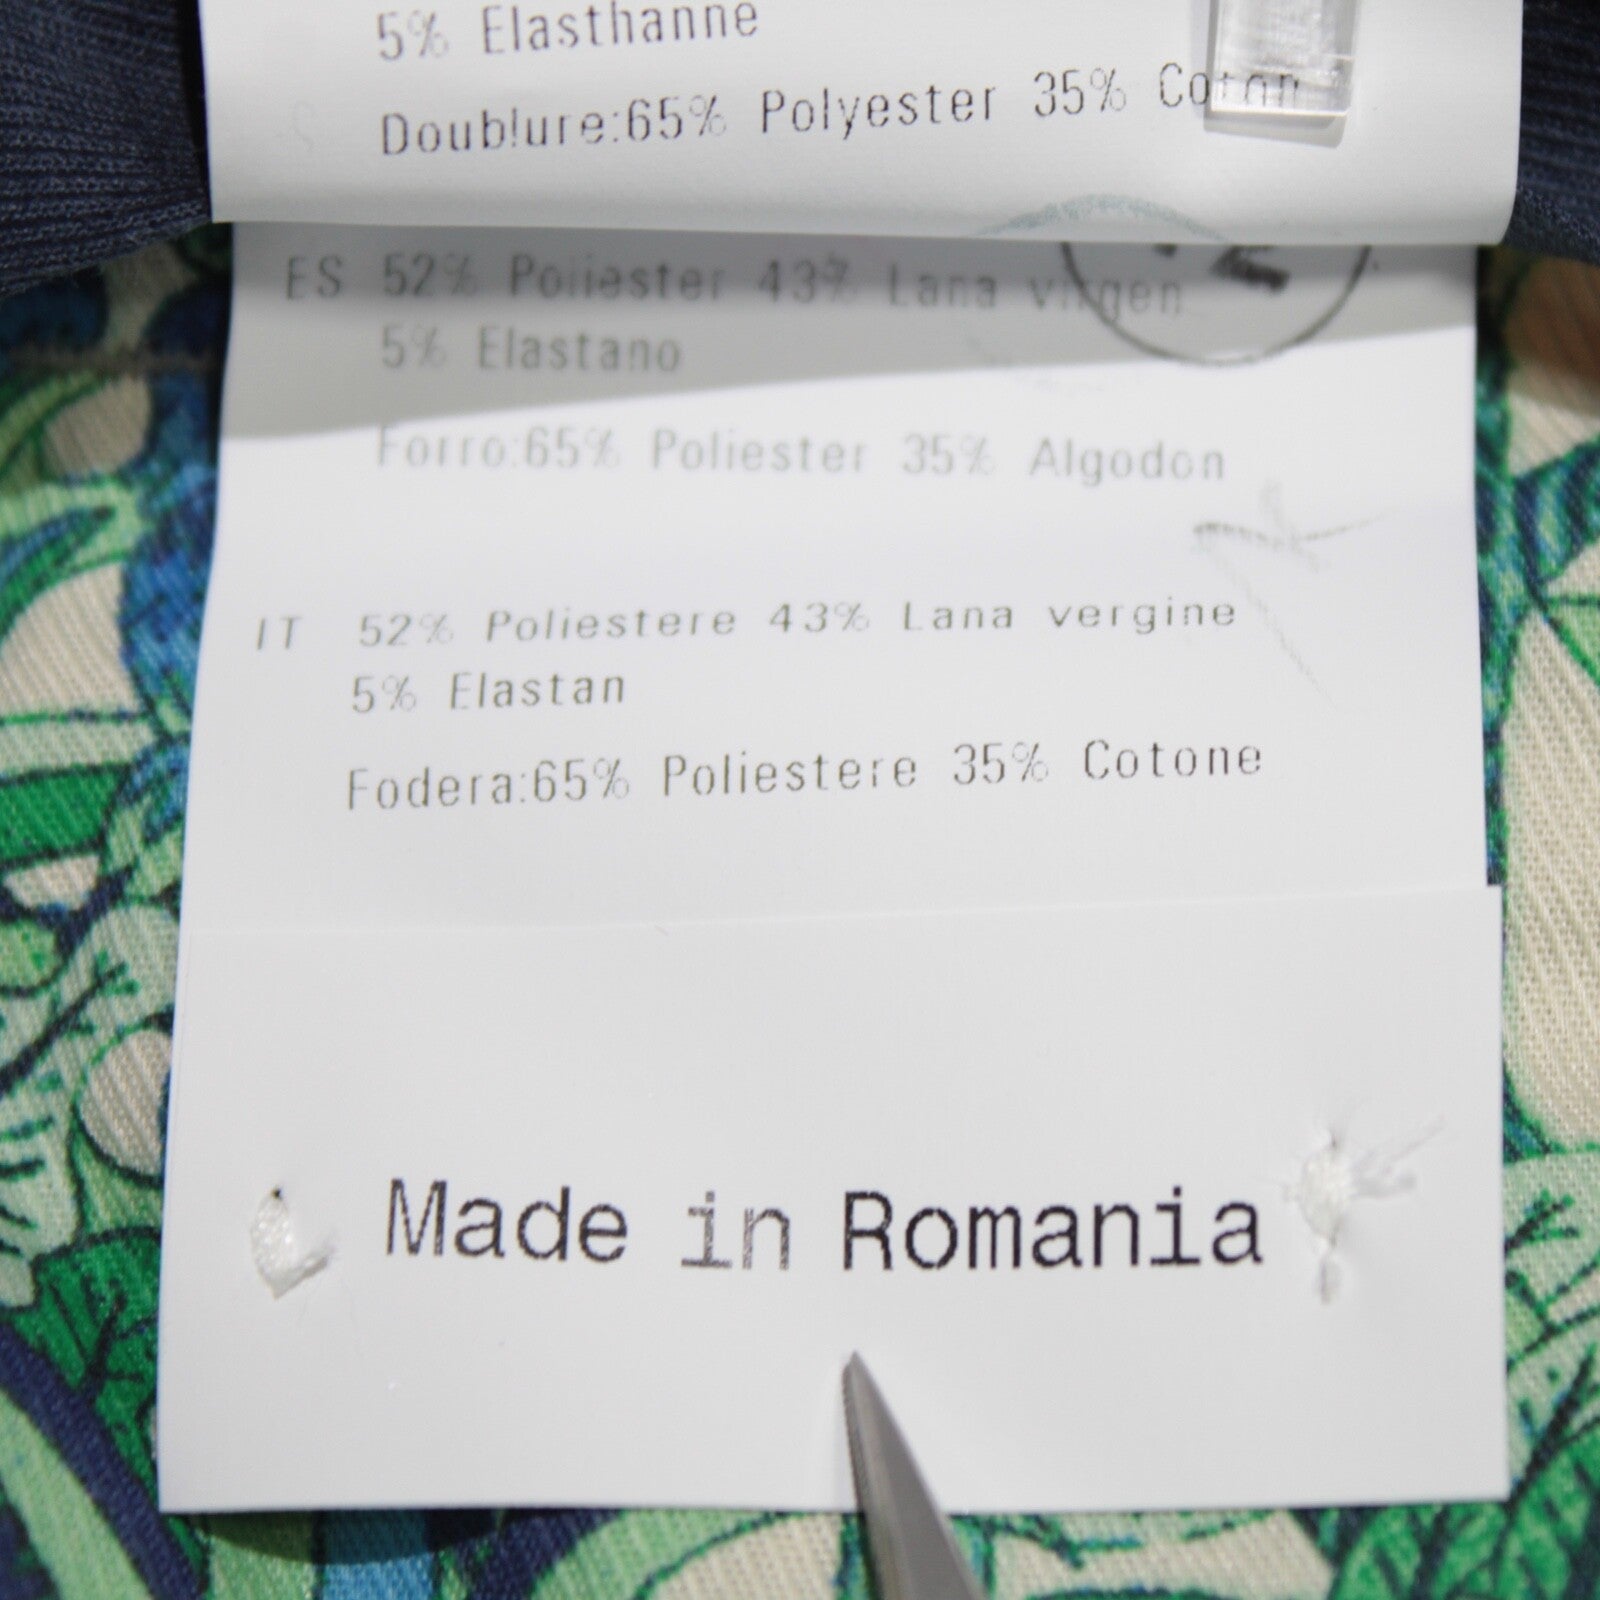 5% Elasthanne
Doublure:65% Polyester 35% Coton
ES 52% Poliester 43% Lana virgen
5% Elastano
Forro:65% Poliester 35% Algodon
IT 52% Poliestere 43% Lana vergine
5% Elastan
Fodera:65% Poliestere 35% Cotone
Made in Romania